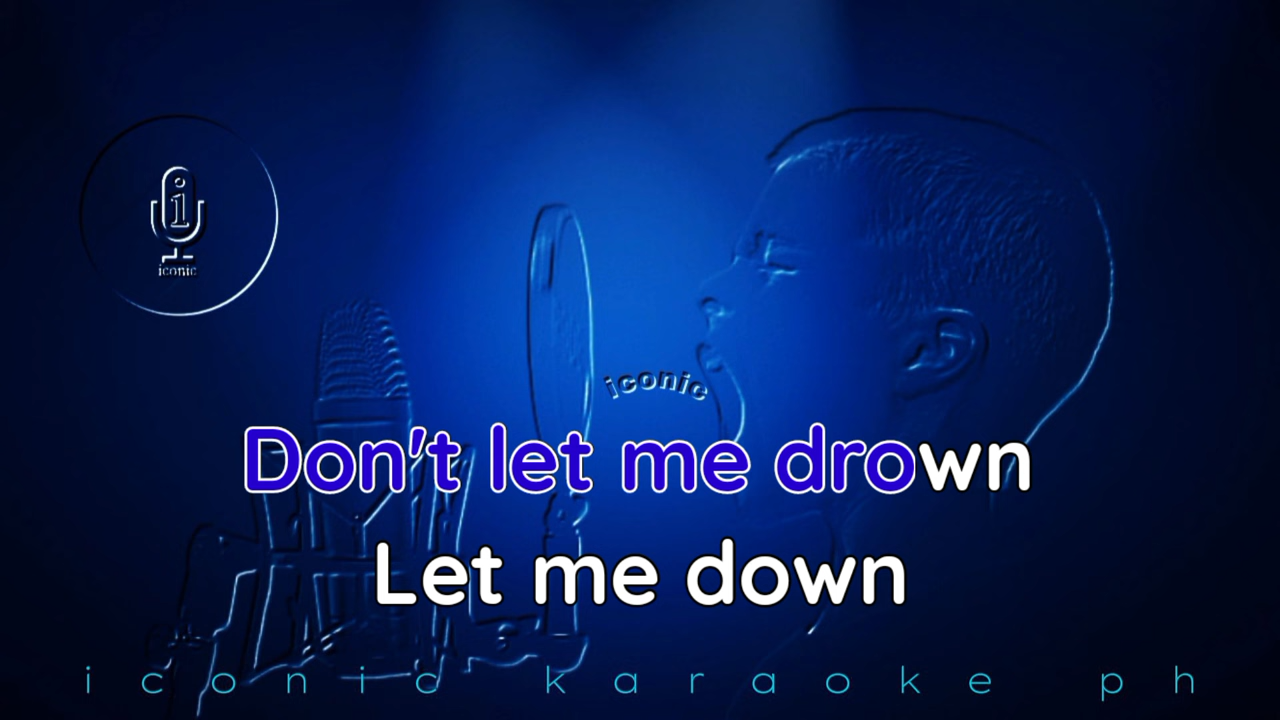 i
iconic
iconic
Don't let me drown
Let me down
iconic karaoke ph